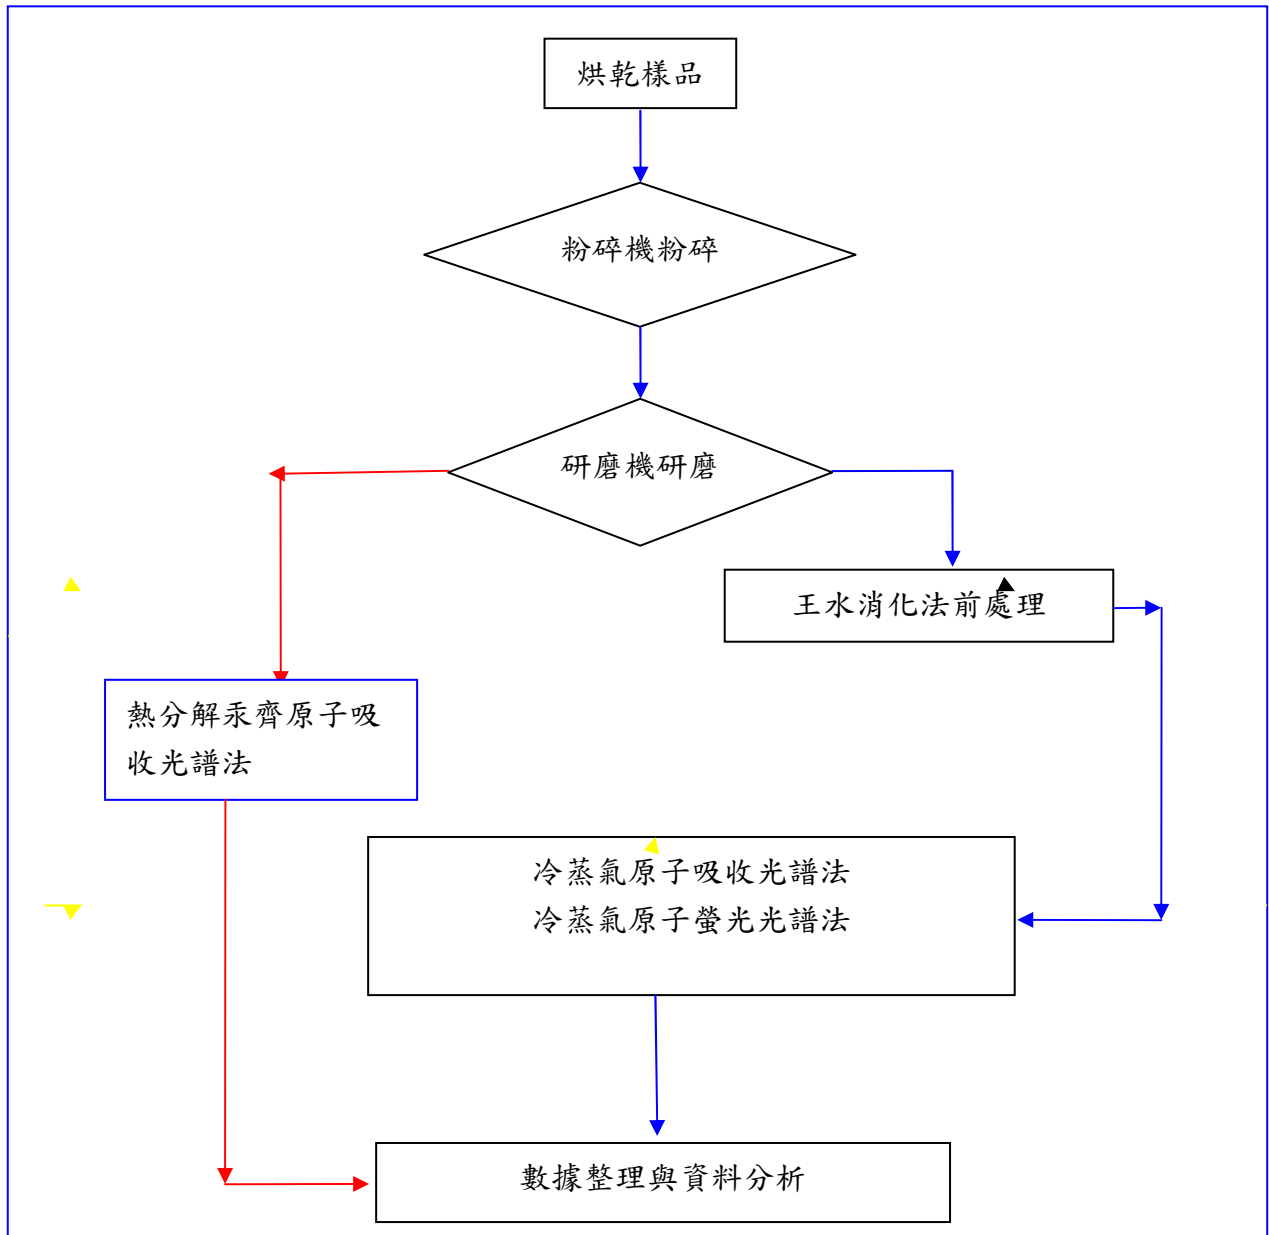 烘乾樣品
粉碎機粉碎
研磨機研磨
王水消化法前處理
熱分解汞齊原子吸
收光譜法
冷蒸氣原子吸收光譜法
冷蒸氣原子螢光光譜法
數據整理與資料分析